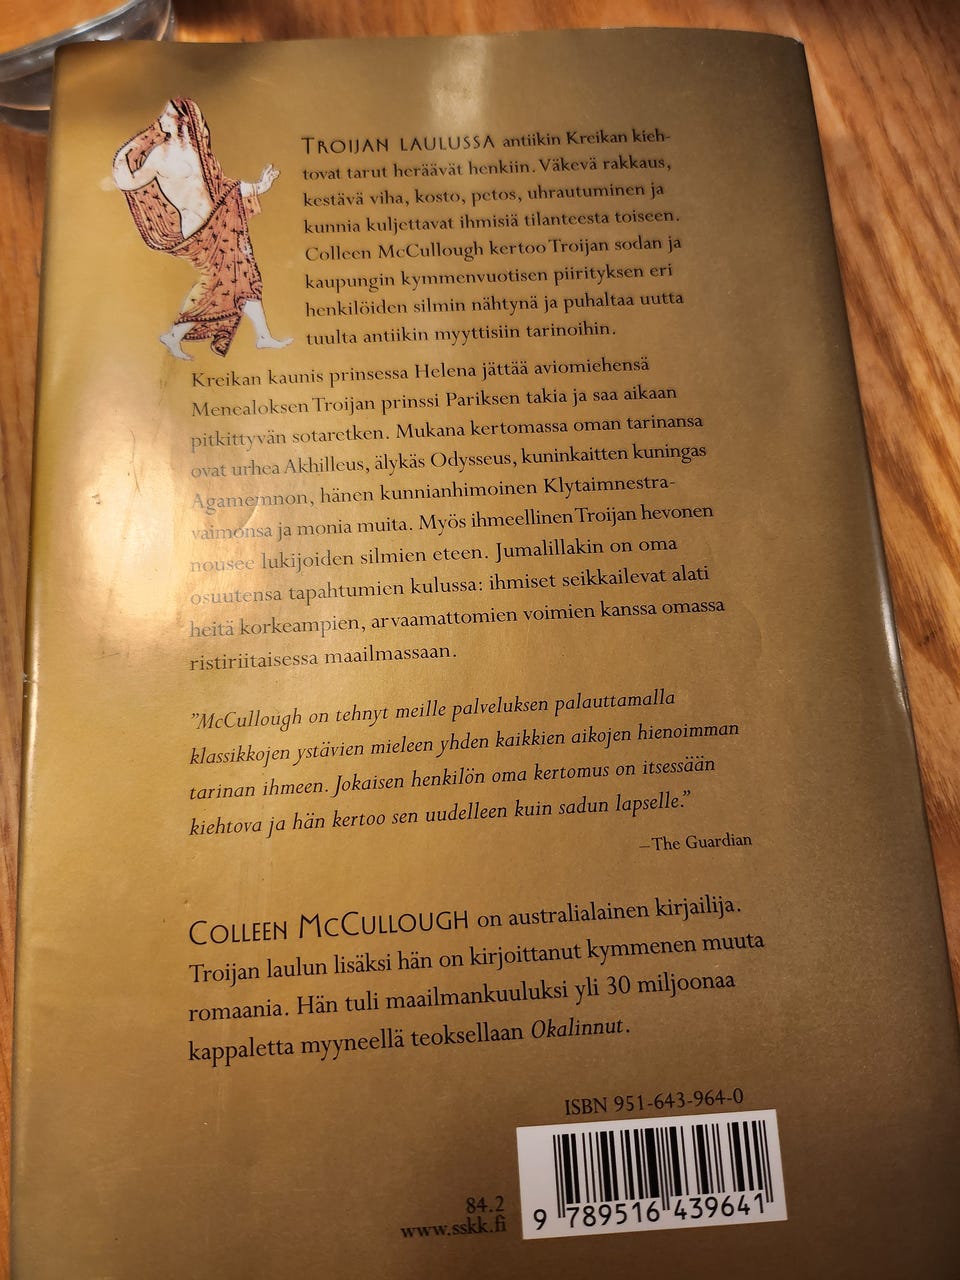 TROIJAN LAULUSSA antiikin Kreikan kieh-
tovat tarut heräävät henkiin. Väkevä rakkaus,
kestävä viha, kosto, petos, uhrautuminen ja
kunnia kuljettavat ihmisiä tilanteesta toiseen.
Colleen McCullough kertoo Troijan sodan ja
kaupungin kymmenvuotisen piirityksen eri
henkilöiden silmin nähtynä ja puhaltaa uutta
tuulta antiikin myyttisiin tarinoihin.
Kreikan kaunis prinsessa Helena jättää aviomiehensä
Menealoksen Troijan prinssi Pariksen takia ja saa aikaan
pitkittyvän sotaretken. Mukana kertomassa oman tarinansa
ovat urhea Akhilleus, älykäs Odysseus, kuninkaitten kuningas
Agamemnon, hänen kunnianhimoinen Klytaimnestra-
vaimonsa ja monia muita. Myös ihmeellinen Troijan hevonen
nousee lukijoiden silmien eteen. Jumalillakin on oma
osuutensa tapahtumien kulussa: ihmiset seikkailevat alati
heitä korkeampien, arvaamattomien voimien kanssa omassa
ristiriitaisessa maailmassaan.
"McCullough on tehnyt meille palveluksen palauttamalla
klassikkojen ystävien mieleen yhden kaikkien aikojen hienoimman
tarinan ihmeen. Jokaisen henkilön oma kertomus on itsessään
kiehtova ja hän kertoo sen uudelleen kuin sadun lapselle."
–The Guardian
COLLEEN MCCULLOUGH on australialainen kirjailija.
Troijan laulun lisäksi hän on kirjoittanut kymmenen muuta
romaania. Hän tuli maailmankuuluksi yli 30 miljoonaa
kappaletta myyneellä teoksellaan Okalinnut.
ISBN 951-643-964-0
84.2
www.sskk.fi
9 789516 439641